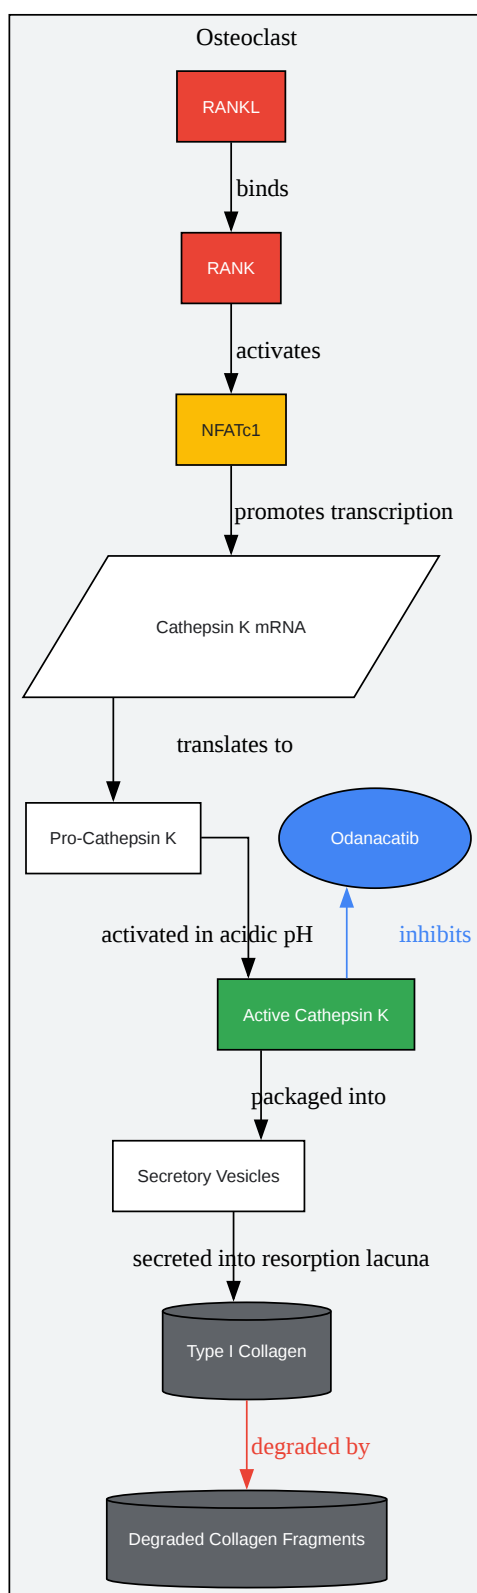 Osteoclast
RANKL
binds
RANK
activates
NFATc1
promotes transcription
Cathepsin K mRNA
translates to
Pro-Cathepsin K
Odanacatib
activated in acidic pH
inhibits
Active Cathepsin K
packaged into
Secretory Vesicles
secreted into resorption lacuna
Type I Collagen
degraded by
Degraded Collagen Fragments